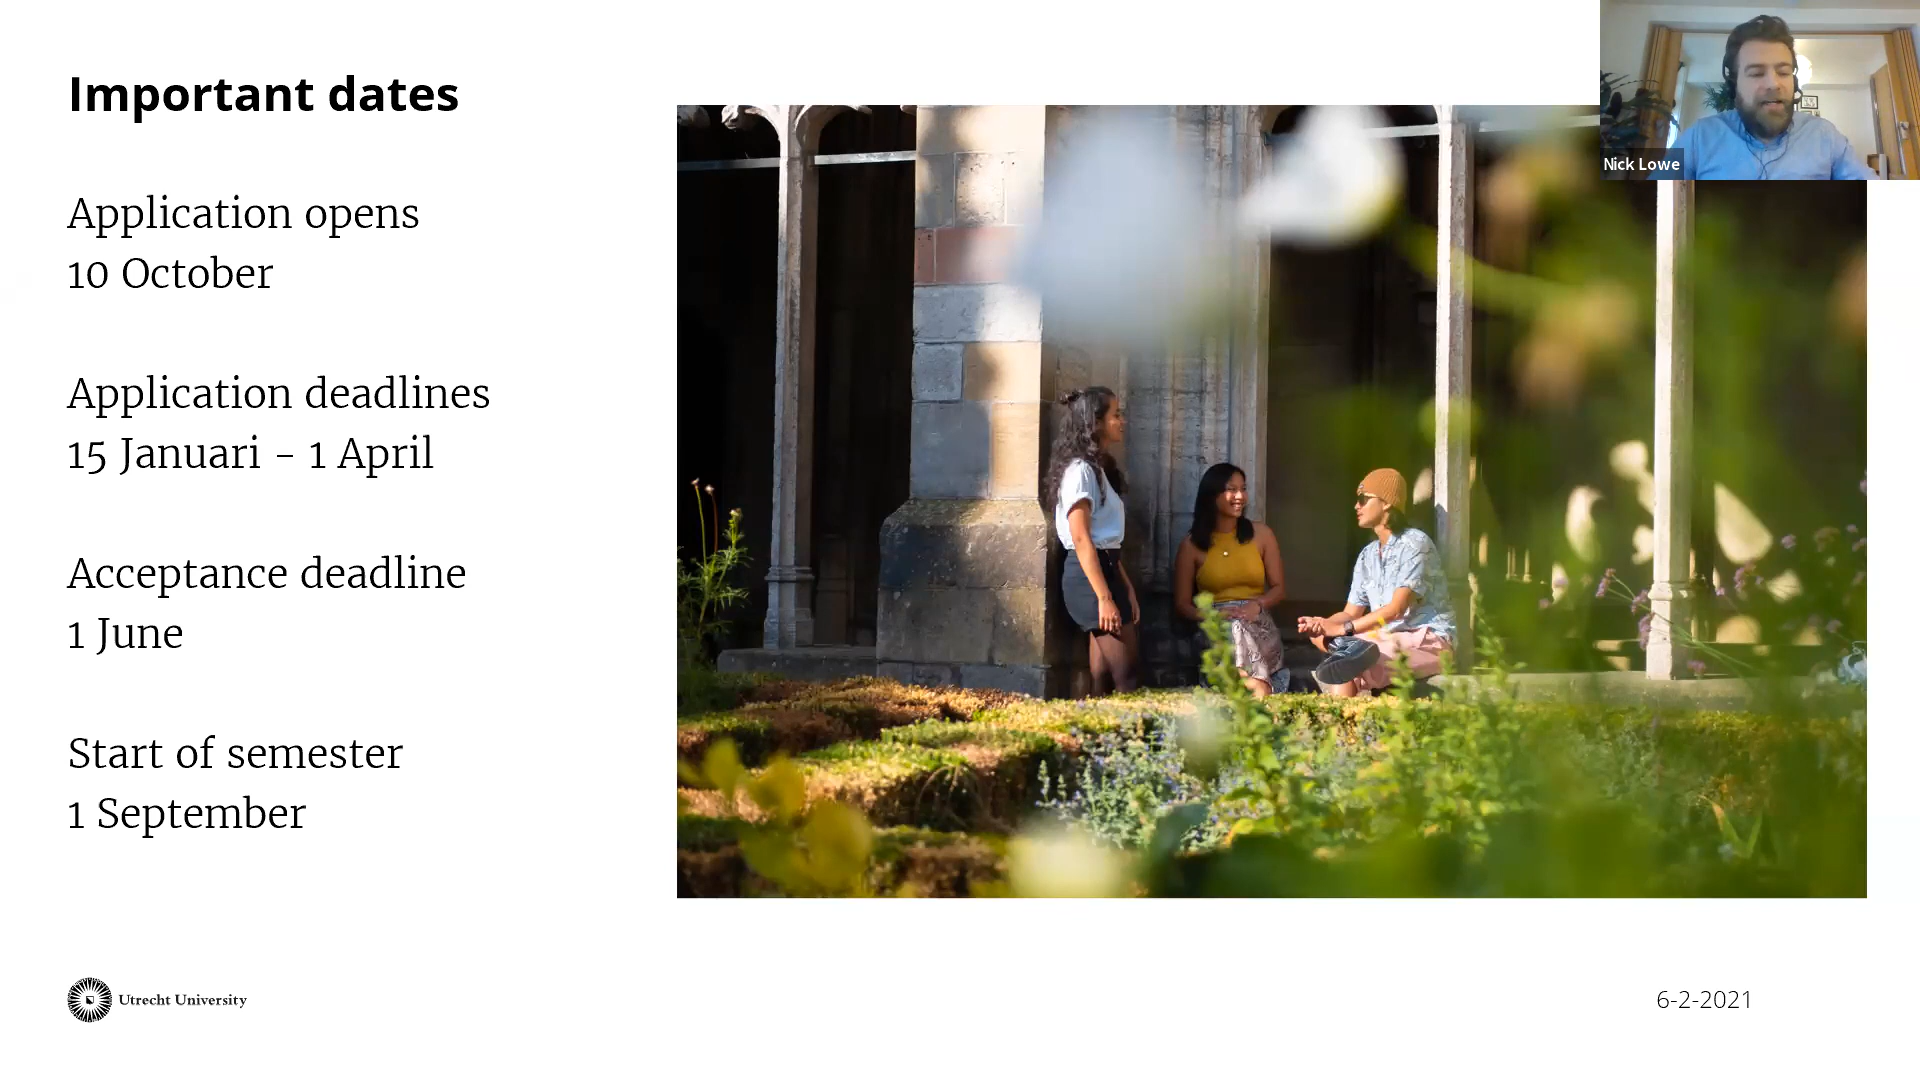 Important dates
Application opens
10 October
Application deadlines
15 Januari - 1 April
Acceptance deadline
1 June
Start of semester
1 September
Nick Lowe
Utrecht University
6-2-2021